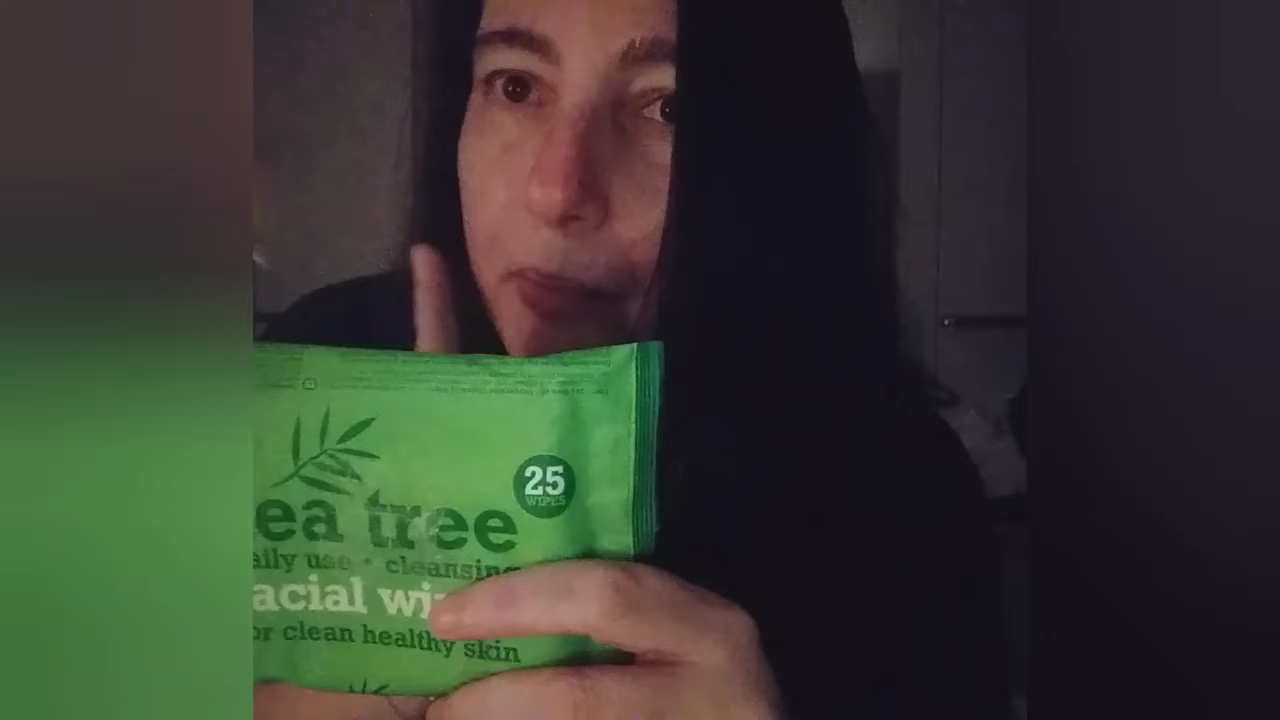 25
WIPES
ea tree
aily use • cleansing
acial wi
or clean healthy skin